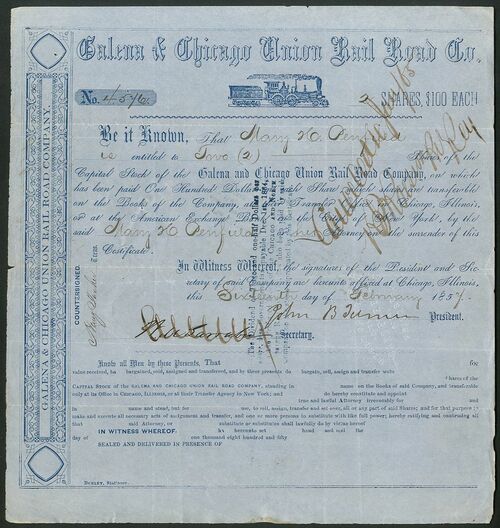 Galena & Chicago Union Rail Road Co.
No. 4576 2 SHARES, $100 EACH
Be it Known, That Mary H Penfield
is entitled to Two (2) Shares of the
Capital Stock of the Galena and Chicago Union Rail Road Company, on which
has been paid One Hundred Dollars each Share which shares are transferable
on the Books of the Company, at Transfer Office in Chicago, Illinois,
or at the American Exchange in the City of New York, by the
said Mary H Penfield or Attorney on the surrender of this
Certificate.
In Witness Whereof, the signatures of the President and Sec-
retary of said Company are hereunto affixed at Chicago, Illinois,
this Sixteenth day of February 1857.
John B Turner President.
Secretary.
GALENA & CHICAGO UNION RAIL ROAD COMPANY.
COUNTERSIGNED
Cancelled
Know all Men by these Presents, That for
value received, ha bargained, sold, assigned and transferred, and by these presents do bargain, sell, assign and transfer unto
Shares of the
CAPITAL STOCK OF THE GALENA AND CHICAGO UNION RAIL ROAD COMPANY, standing in name on the Books of said Company, and transferable
only at its Office in CHICAGO, ILLINOIS, or at their Transfer Agency in New York; and do hereby constitute and appoint
true and lawful Attorney irrevocably for and
in name and stead, but for use, to sell, assign, transfer and set over, all or any part of said Shares; and for that purpose to
make and execute all necessary acts of assignment and transfer, and one or more persons to substitute with like full power; hereby ratifying and confirming all
that said Attorney, or substitute or substitutes shall lawfully do by virtue hereof
IN WITNESS WHEREOF, ha hereunto set hand and seal the
day of one thousand eight hundred and fifty
SEALED AND DELIVERED IN PRESENCE OF